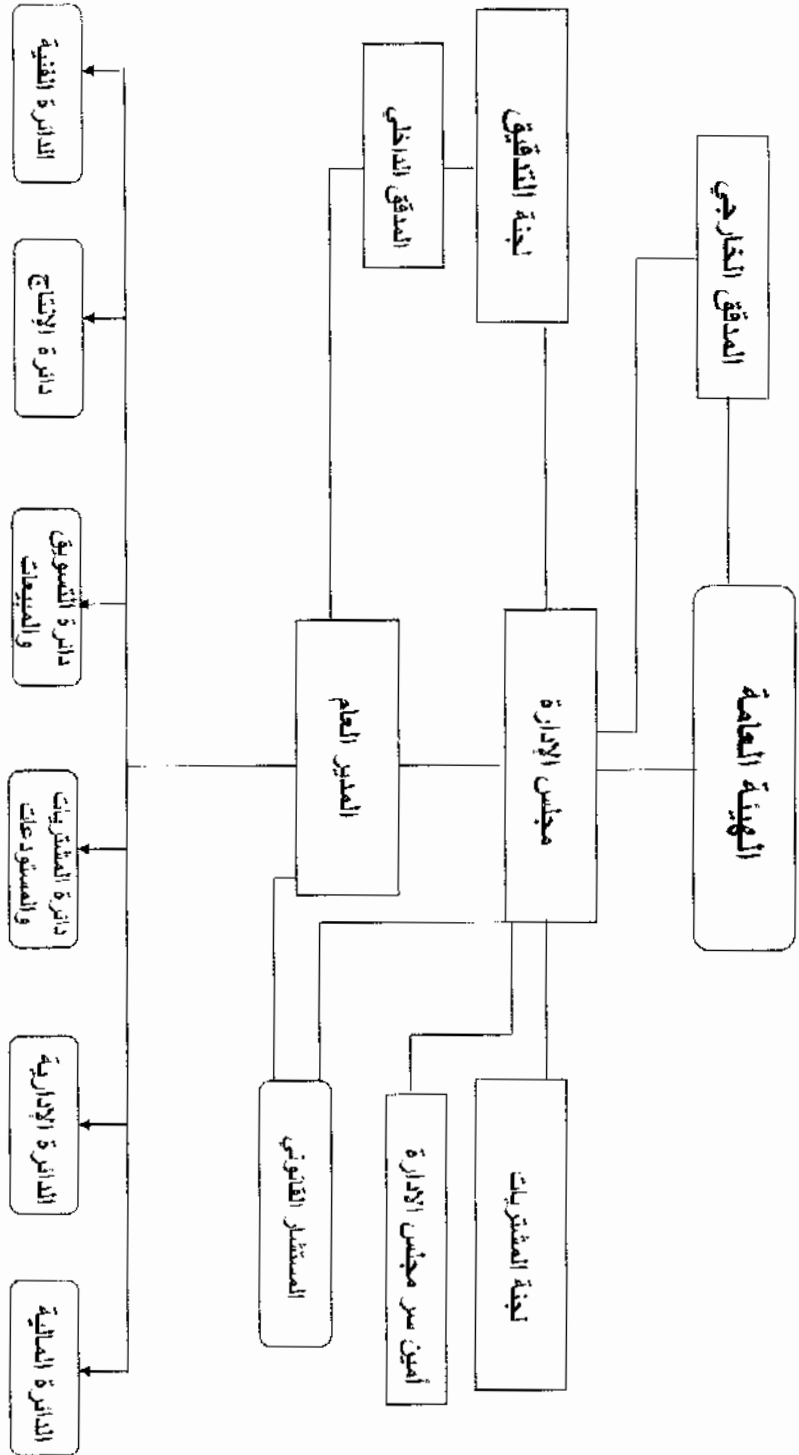 الهيئة العامة
المدقق الخارجي
مجلس الإدارة
لجنة التدقيق
لجنة المشتريات
المدقق الداخلي
أمين سر مجلس الادارة
المدير العام
المستشار القانوني
الدائرة المالية
الدائرة الإدارية
دائرة المشتريات
والمستودعات
دائرة التسويق
والمبيعات
دائرة الإنتاج
الدائرة الفنية